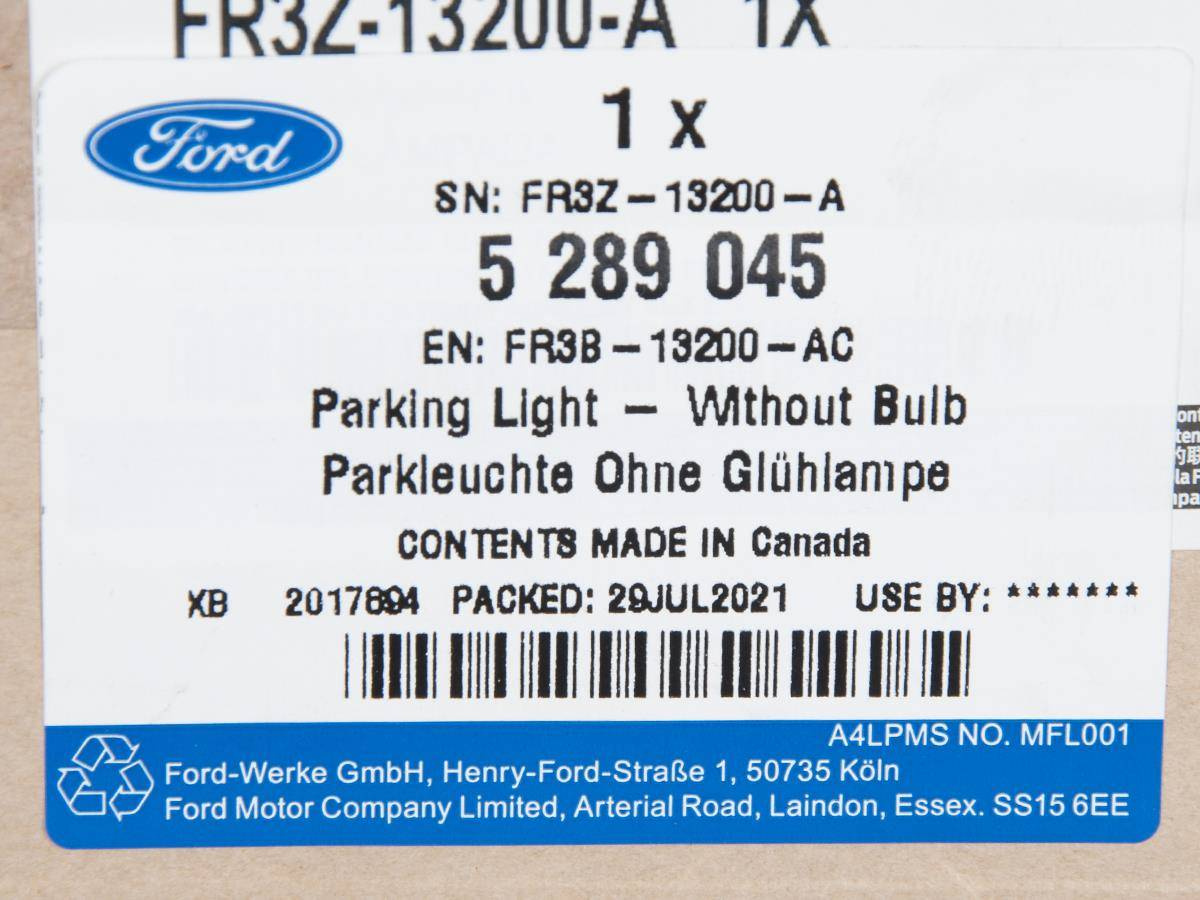 FR3Z-13200-A 1X
Ford
1 x
SN: FR3Z-13200-A
5 289 045
EN: FR3B-13200-AC
Parking Light - Without Bulb
Parkleuchte Ohne Glühlampe
CONTENTS MADE IN Canada
XB 2017894 PACKED: 29JUL2021 USE BY: *******
A4LPMS NO. MFL001
Ford-Werke GmbH, Henry-Ford-Straße 1, 50735 Köln
Ford Motor Company Limited, Arterial Road, Laindon, Essex. SS15 6EE